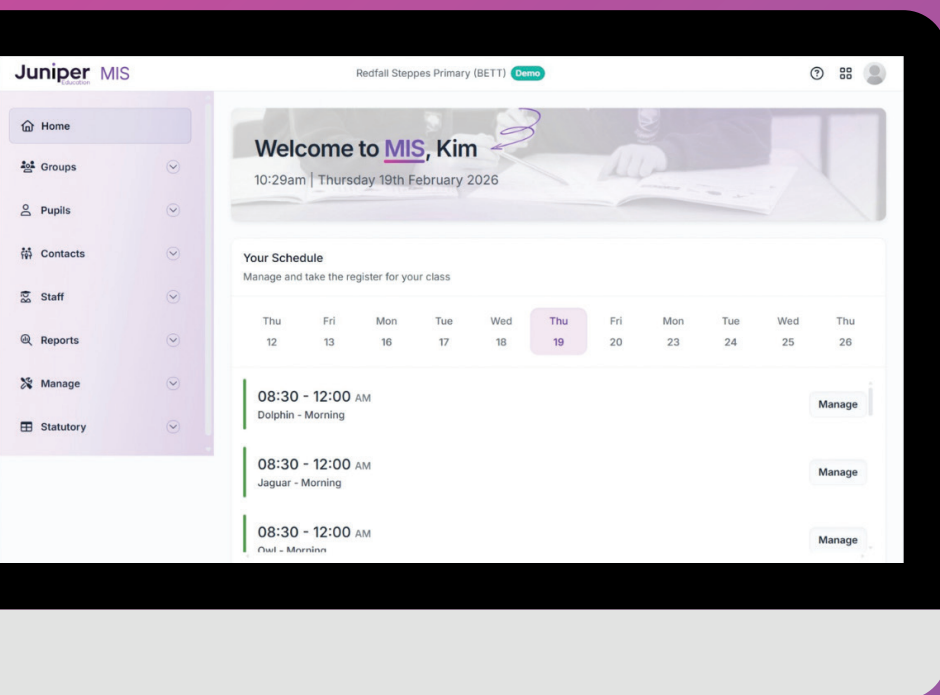 Juniper MIS
Education
Redfall Steppes Primary (BETT) Demo
Home
Groups
Pupils
Contacts
Staff
Reports
Manage
Statutory
Welcome to MIS, Kim
10:29am | Thursday 19th February 2026
Your Schedule
Manage and take the register for your class
Thu Fri Mon Tue Wed Thu Fri Mon Tue Wed Thu
12 13 16 17 18 19 20 23 24 25 26
08:30 - 12:00 AM
Dolphin - Morning
Manage
08:30 - 12:00 AM
Jaguar - Morning
Manage
08:30 - 12:00 AM
Owl - Morning
Manage